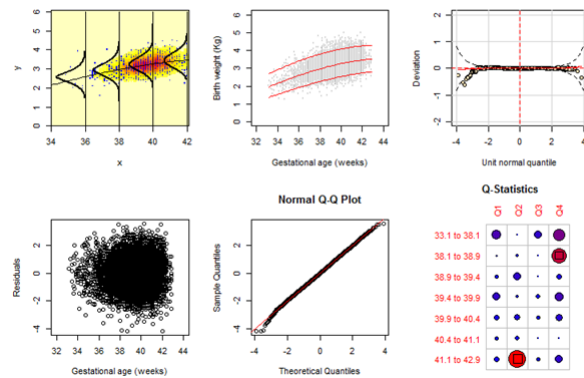 y
0 1 2 3 4 5 6
34 36 38 40 42
x
Birth weight (Kg)
0 1 2 3 4 5 6
32 34 36 38 40 42 44
Gestational age (weeks)
Deviation
-2 -1 0 1 2
-4 -2 0 2 4
Unit normal quantile
Residuals
-4 -2 0 2
32 34 36 38 40 42 44
Gestational age (weeks)
Normal Q-Q Plot
Sample Quantiles
-4 -2 0 2
-4 -3 -2 -1 0 1 2 3 4
Theoretical Quantiles
Q-Statistics
Q1 Q2 Q3 Q4
33.1 to 38.1
38.1 to 38.9
38.9 to 39.4
39.4 to 39.9
39.9 to 40.4
40.4 to 41.1
41.1 to 42.9